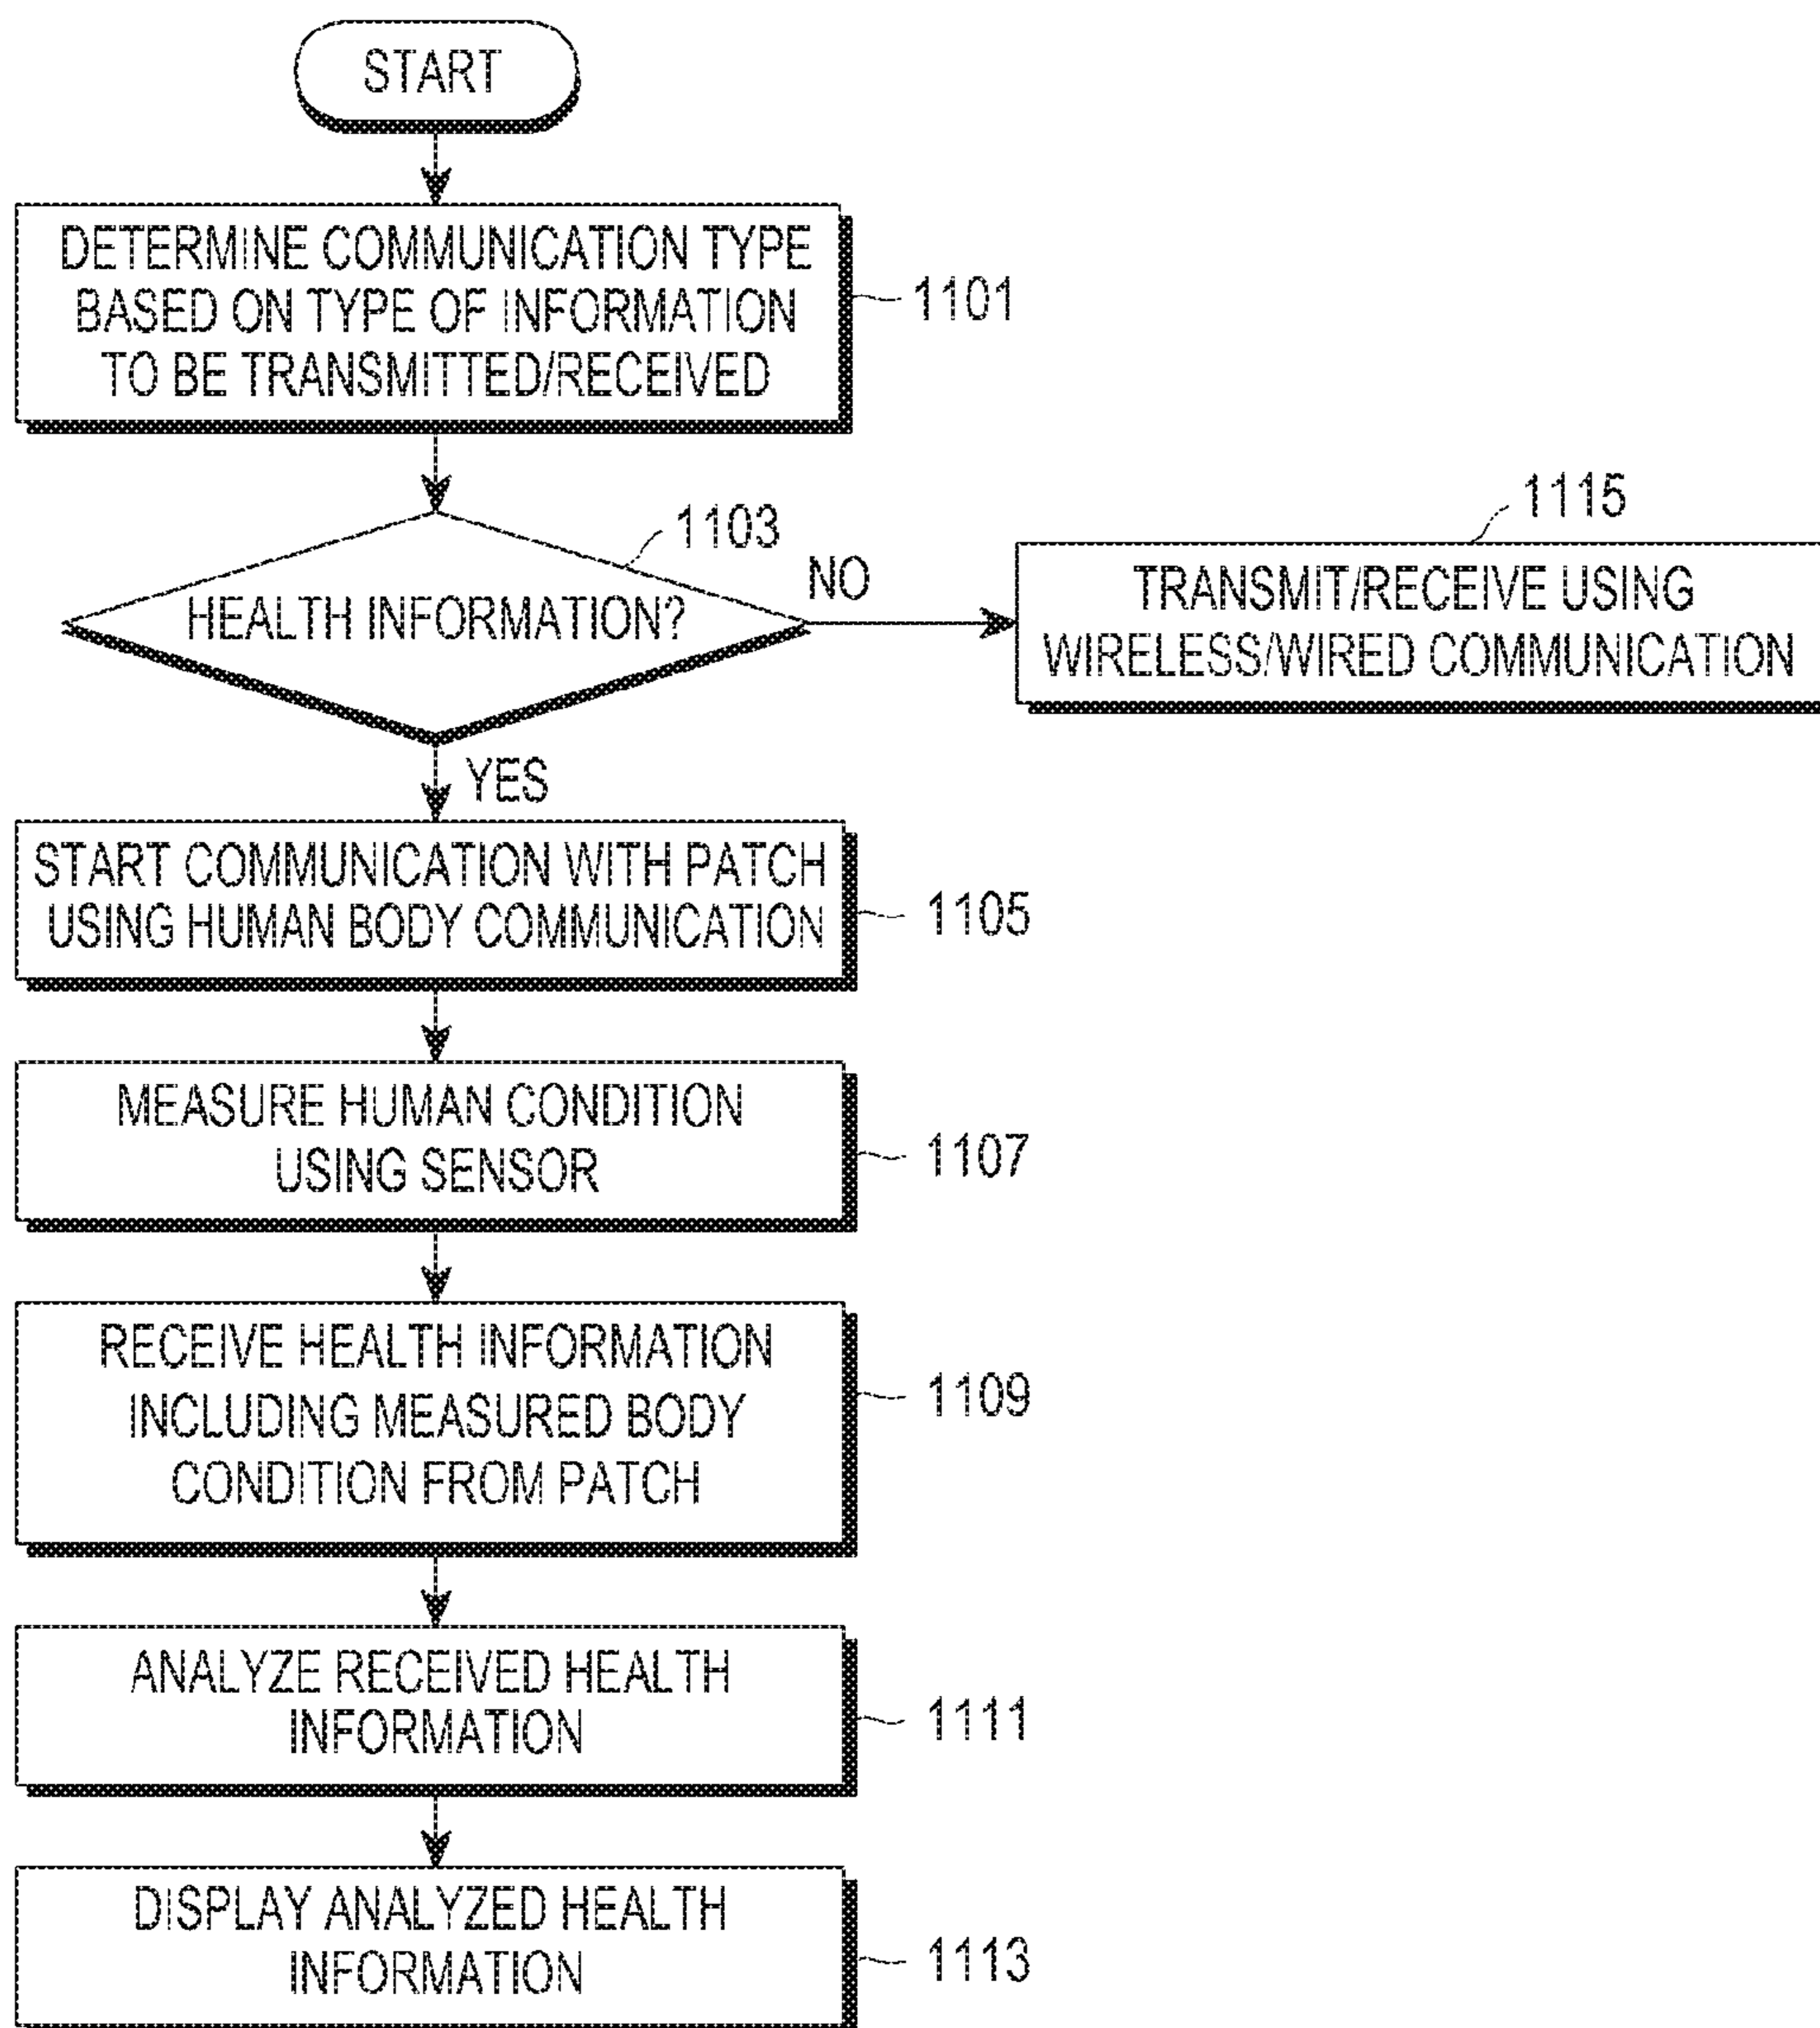 START
DETERMINE COMMUNICATION TYPE
BASED ON TYPE OF INFORMATION
TO BE TRANSMITTED/RECEIVED
1101
1103
HEALTH INFORMATION?
NO
1115
TRANSMIT/RECEIVE USING
WIRELESS/WIRED COMMUNICATION
YES
START COMMUNICATION WITH PATCH
USING HUMAN BODY COMMUNICATION
1105
MEASURE HUMAN CONDITION
USING SENSOR
1107
RECEIVE HEALTH INFORMATION
INCLUDING MEASURED BODY
CONDITION FROM PATCH
1109
ANALYZE RECEIVED HEALTH
INFORMATION
1111
DISPLAY ANALYZED HEALTH
INFORMATION
1113